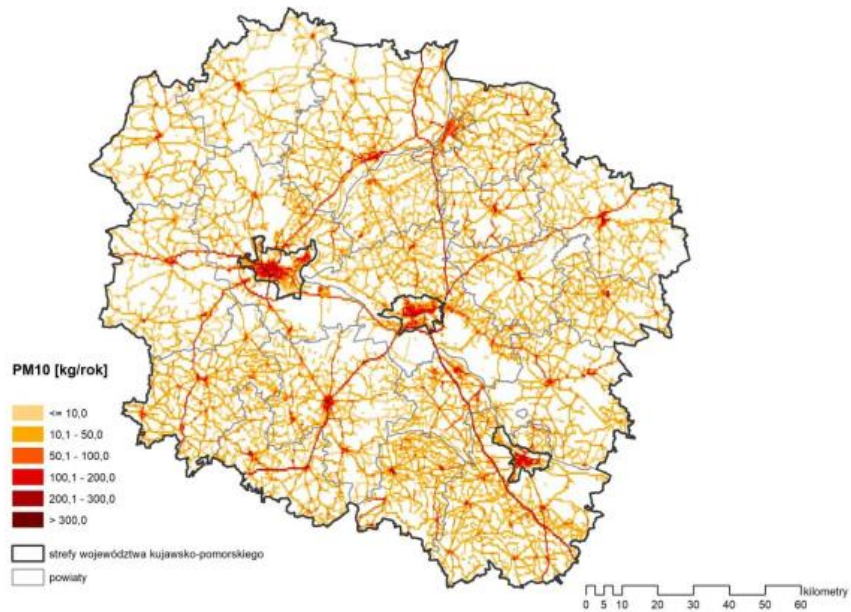 PM10 [kg/rok]
<= 10,0
10,1 - 50,0
50,1 - 100,0
100,1 - 200,0
200,1 - 300,0
> 300,0
strefy województwa kujawsko-pomorskiego
powiaty
kilometry
0 5 10 20 30 40 50 60